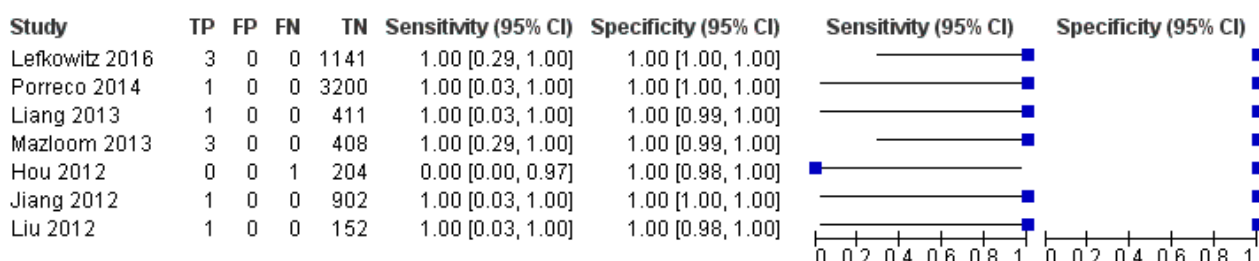 Study TP FP FN TN Sensitivity (95% CI) Specificity (95% CI) Sensitivity (95% CI) Specificity (95% CI)
Lefkowitz 2016 3 0 0 1141 1.00 [0.29, 1.00] 1.00 [1.00, 1.00]
Porreco 2014 1 0 0 3200 1.00 [0.03, 1.00] 1.00 [1.00, 1.00]
Liang 2013 1 0 0 411 1.00 [0.03, 1.00] 1.00 [0.99, 1.00]
Mazloom 2013 3 0 0 408 1.00 [0.29, 1.00] 1.00 [0.99, 1.00]
Hou 2012 0 0 1 204 0.00 [0.00, 0.97] 1.00 [0.98, 1.00]
Jiang 2012 1 0 0 902 1.00 [0.03, 1.00] 1.00 [1.00, 1.00]
Liu 2012 1 0 0 152 1.00 [0.03, 1.00] 1.00 [0.98, 1.00]
0 0.2 0.4 0.6 0.8 1 0 0.2 0.4 0.6 0.8 1